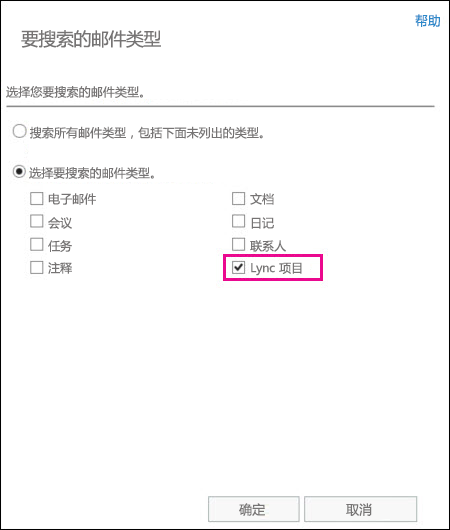 帮助
要搜索的邮件类型
选择您要搜索的邮件类型。
搜索所有邮件类型，包括下面未列出的类型。
选择要搜索的邮件类型。
电子邮件 文档
会议 日记
任务 联系人
注释 Lync 项目
确定 取消